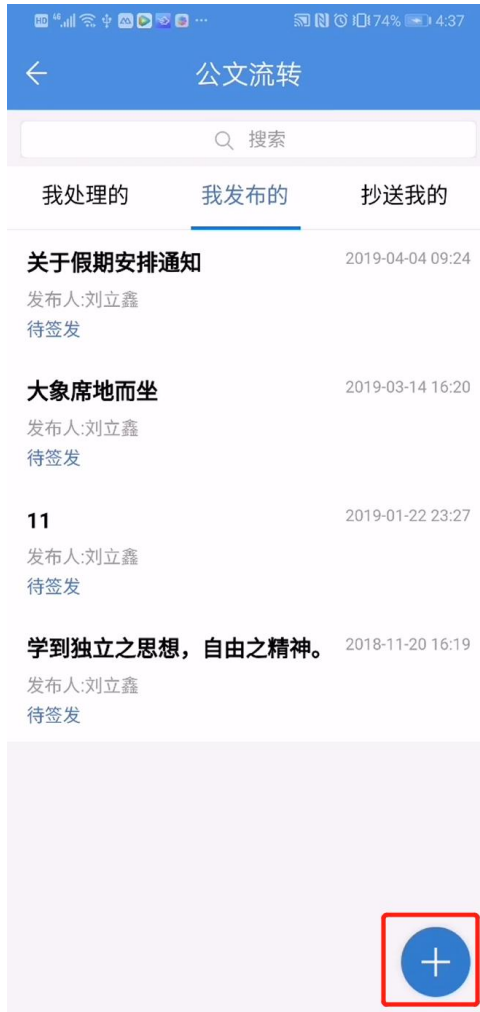 HD 46 74% 4:37
公文流转
搜索
我处理的 我发布的 抄送我的
关于假期安排通知 2019-04-04 09:24
发布人:刘立鑫
待签发
大象席地而坐 2019-03-14 16:20
发布人:刘立鑫
待签发
11 2019-01-22 23:27
发布人:刘立鑫
待签发
学到独立之思想，自由之精神。 2018-11-20 16:19
发布人:刘立鑫
待签发